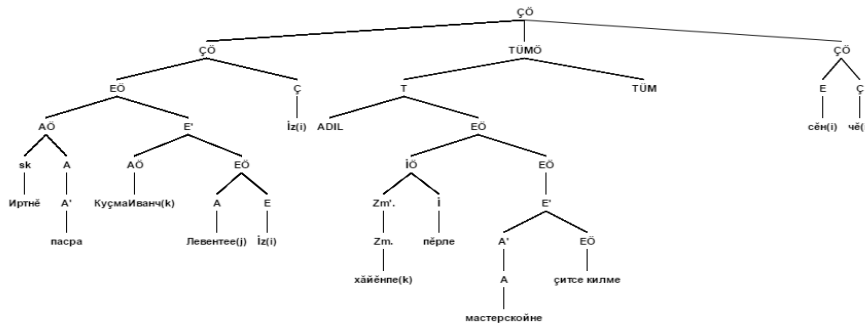 ÇÖ
ÇÖ TÜMÖ ÇÖ
EÖ Ç T TÜM E Ç
AÖ E' İz(i) ADIL EÖ сĕн(i) чĕ(i
sk A AÖ EÖ İÖ EÖ
Иртнĕ A' КуçмаИванч(k) A E Zm'. İ E'
пасра Левентее(j) İz(i) Zm. пĕрле A' EÖ
хăйĕнпе(k) A çитсе килме
мастерскойне